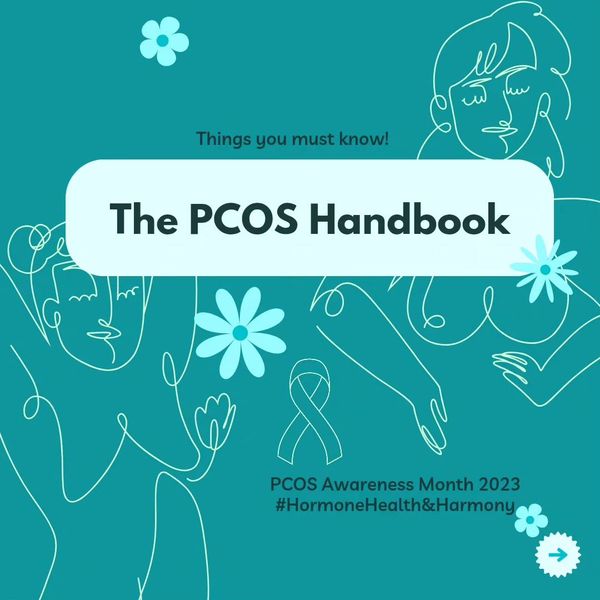 Things you must know!
The PCOS Handbook
PCOS Awareness Month 2023
#HormoneHealth&Harmony